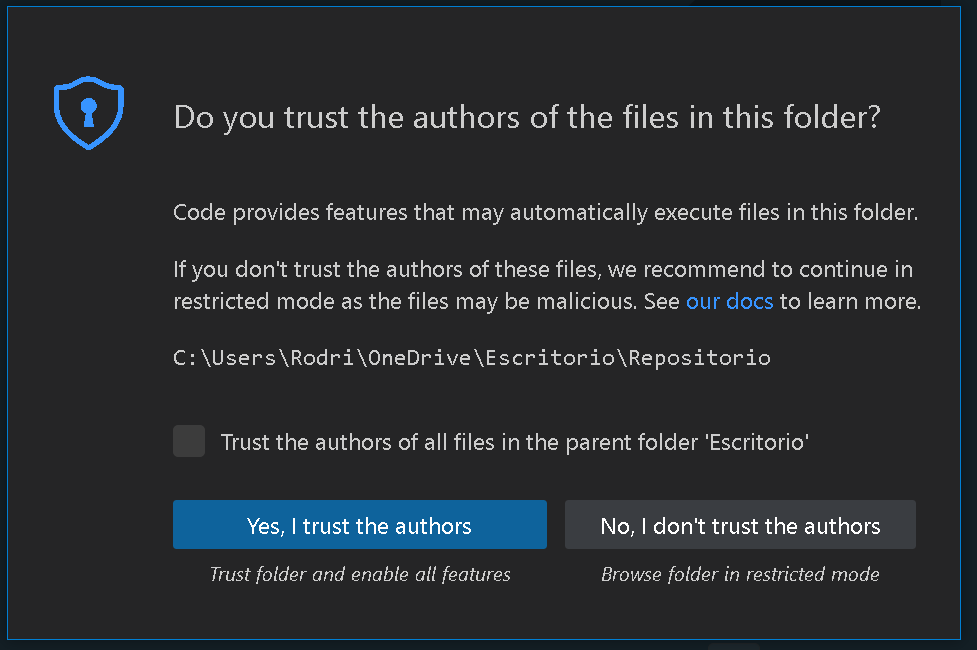 Do you trust the authors of the files in this folder?
Code provides features that may automatically execute files in this folder.
If you don't trust the authors of these files, we recommend to continue in
restricted mode as the files may be malicious. See our docs to learn more.
C:\Users\Rodri\OneDrive\Escritorio\Repositorio
Trust the authors of all files in the parent folder 'Escritorio'
Yes, I trust the authors
No, I don't trust the authors
Trust folder and enable all features
Browse folder in restricted mode